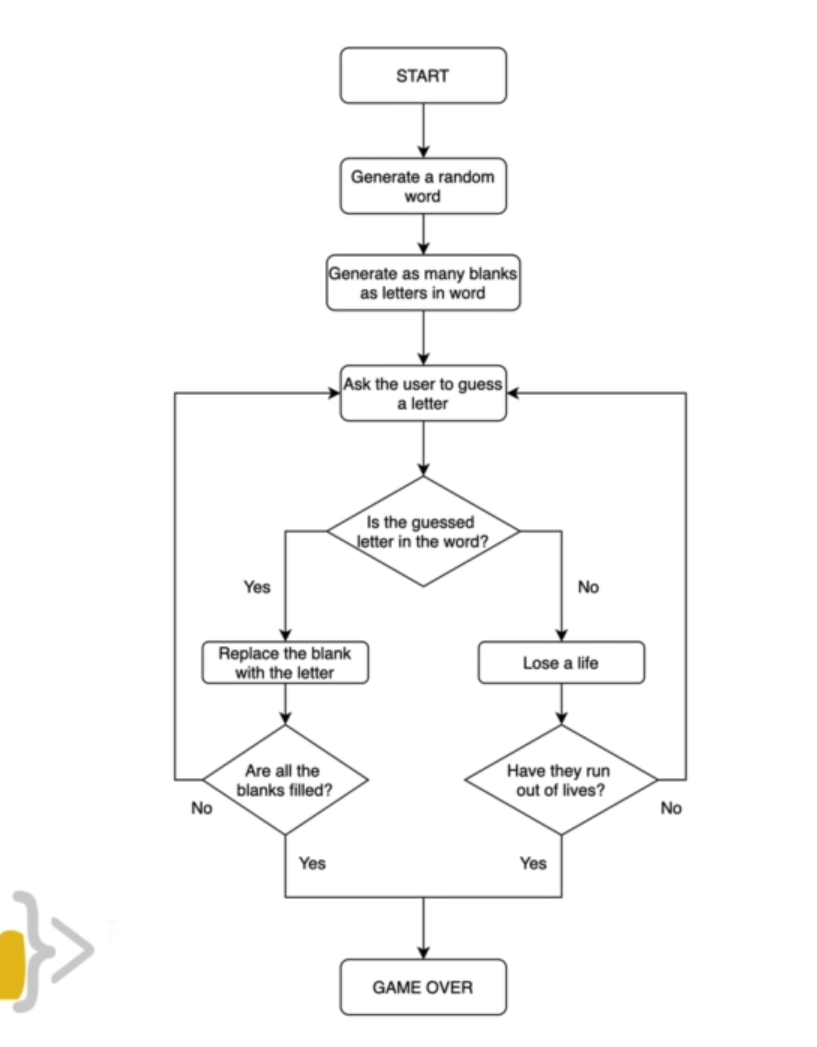 START
Generate a random
word
Generate as many blanks
as letters in word
Ask the user to guess
a letter
Is the guessed
letter in the word?
Yes
No
Replace the blank
with the letter
Lose a life
Are all the
blanks filled?
Have they run
out of lives?
No
No
Yes
Yes
}>
GAME OVER